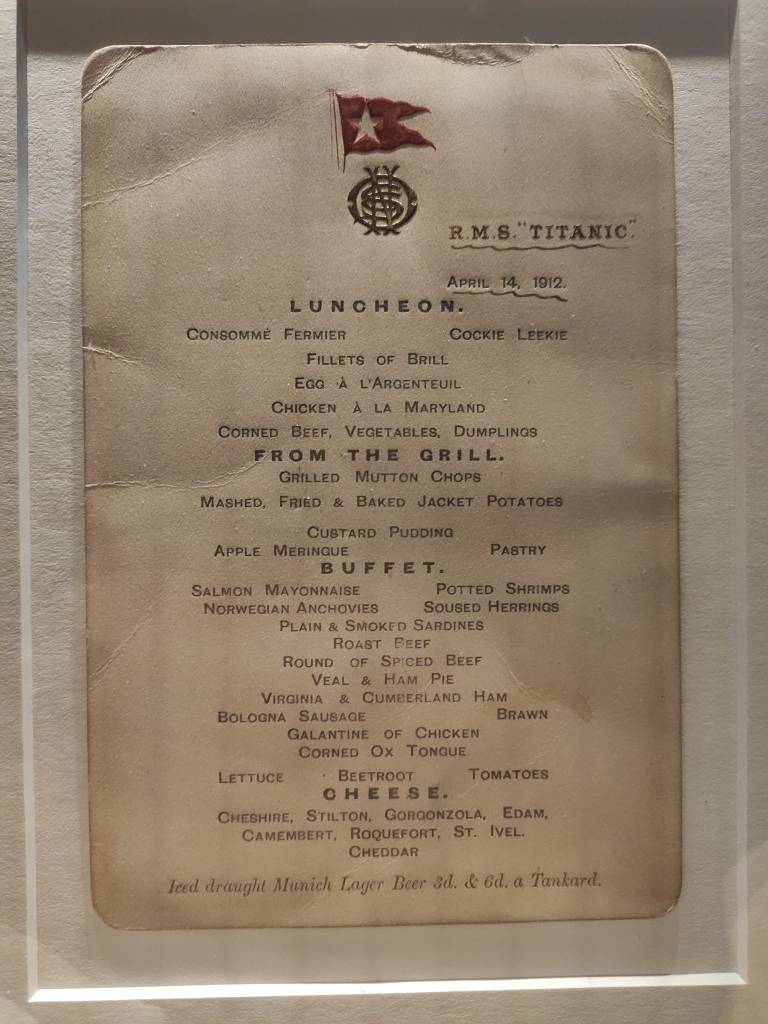 R.M.S. "TITANIC".
APRIL 14, 1912.
LUNCHEON.
CONSOMMÉ FERMIER COCKIE LEEKIE
FILLETS OF BRILL
EGG À L'ARGENTEUIL
CHICKEN À LA MARYLAND
CORNED BEEF, VEGETABLES, DUMPLINGS
FROM THE GRILL.
GRILLED MUTTON CHOPS
MASHED, FRIED & BAKED JACKET POTATOES
CUSTARD PUDDING
APPLE MERINGUE PASTRY
BUFFET.
SALMON MAYONNAISE POTTED SHRIMPS
NORWEGIAN ANCHOVIES SOUSED HERRINGS
PLAIN & SMOKED SARDINES
ROAST BEEF
ROUND OF SPICED BEEF
VEAL & HAM PIE
VIRGINIA & CUMBERLAND HAM
BOLOGNA SAUSAGE BRAWN
GALANTINE OF CHICKEN
CORNED OX TONGUE
LETTUCE BEETROOT TOMATOES
CHEESE.
CHESHIRE, STILTON, GORGONZOLA, EDAM,
CAMEMBERT, ROQUEFORT, ST. IVEL.
CHEDDAR
Iced draught Munich Lager Beer 3d. & 6d. a Tankard.